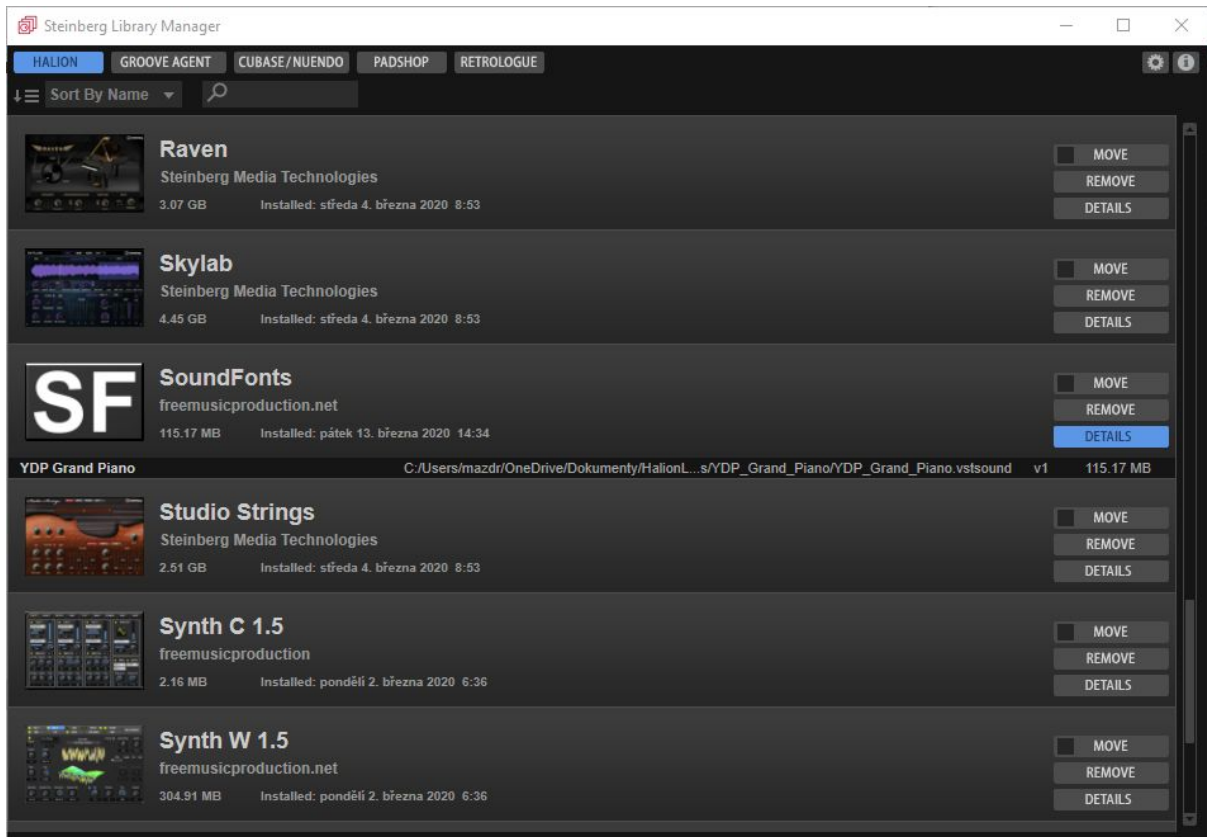 Steinberg Library Manager
HALION GROOVE AGENT CUBASE/NUENDO PADSHOP RETROLOGUE
Sort By Name
Raven
Steinberg Media Technologies
3.07 GB Installed: středa 4. března 2020 8:53
MOVE
REMOVE
DETAILS
Skylab
Steinberg Media Technologies
4.45 GB Installed: středa 4. března 2020 8:53
MOVE
REMOVE
DETAILS
SF
SoundFonts
freemusicproduction.net
115.17 MB Installed: pátek 13. března 2020 14:34
MOVE
REMOVE
DETAILS
YDP Grand Piano C:/Users/mazdr/OneDrive/Dokumenty/HalionL...s/YDP_Grand_Piano/YDP_Grand_Piano.vstsound v1 115.17 MB
Studio Strings
Steinberg Media Technologies
2.51 GB Installed: středa 4. března 2020 8:53
MOVE
REMOVE
DETAILS
Synth C 1.5
freemusicproduction
2.16 MB Installed: pondělí 2. března 2020 6:36
MOVE
REMOVE
DETAILS
Synth W 1.5
freemusicproduction.net
304.91 MB Installed: pondělí 2. března 2020 6:36
MOVE
REMOVE
DETAILS